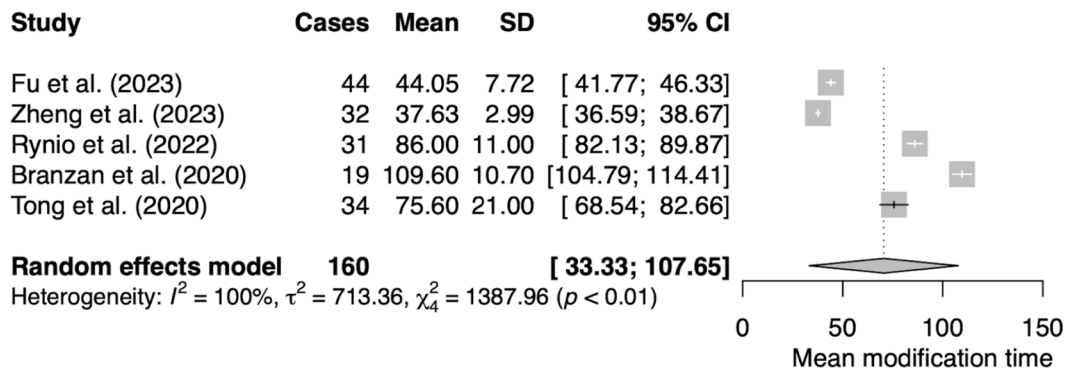 Study Cases Mean SD 95% CI
Fu et al. (2023) 44 44.05 7.72 [ 41.77; 46.33]
Zheng et al. (2023) 32 37.63 2.99 [ 36.59; 38.67]
Rynio et al. (2022) 31 86.00 11.00 [ 82.13; 89.87]
Branzan et al. (2020) 19 109.60 10.70 [104.79; 114.41]
Tong et al. (2020) 34 75.60 21.00 [ 68.54; 82.66]
Random effects model 160 [ 33.33; 107.65]
Heterogeneity: I² = 100%, τ² = 713.36, χ²₄ = 1387.96 (p < 0.01)
0 50 100 150
Mean modification time